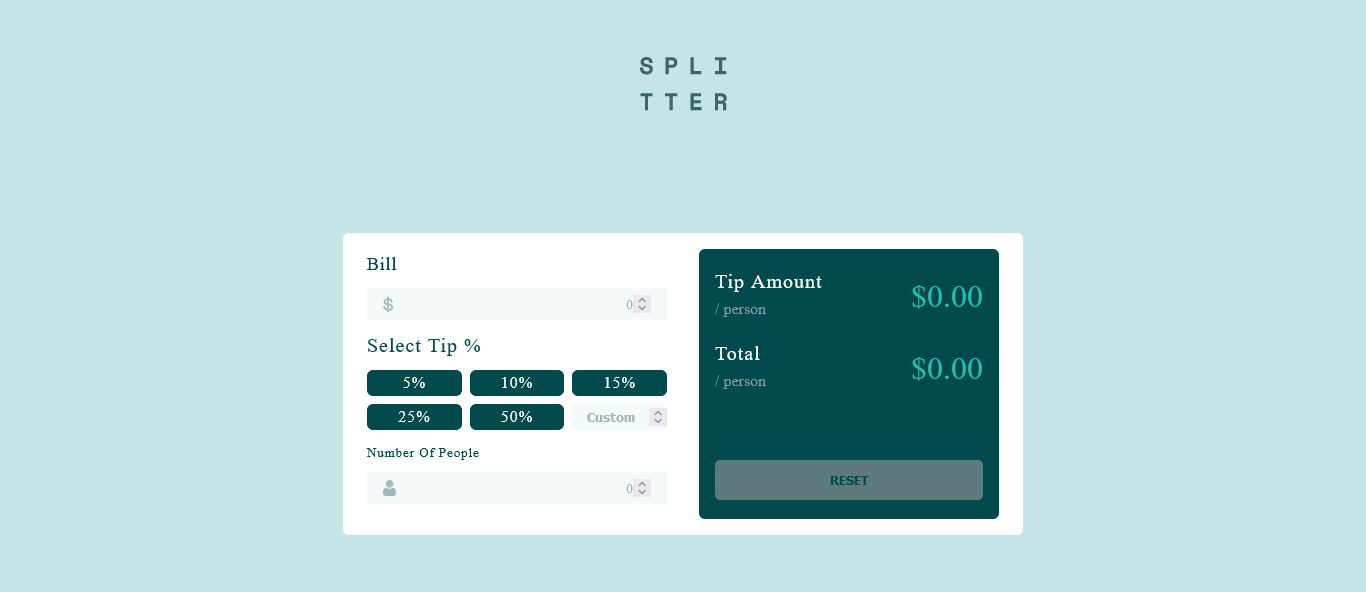 SPLI
TTER
Bill
$ 0
Select Tip %
5% 10% 15%
25% 50% Custom
Number Of People
0
Tip Amount
/ person
$0.00
Total
/ person
$0.00
RESET